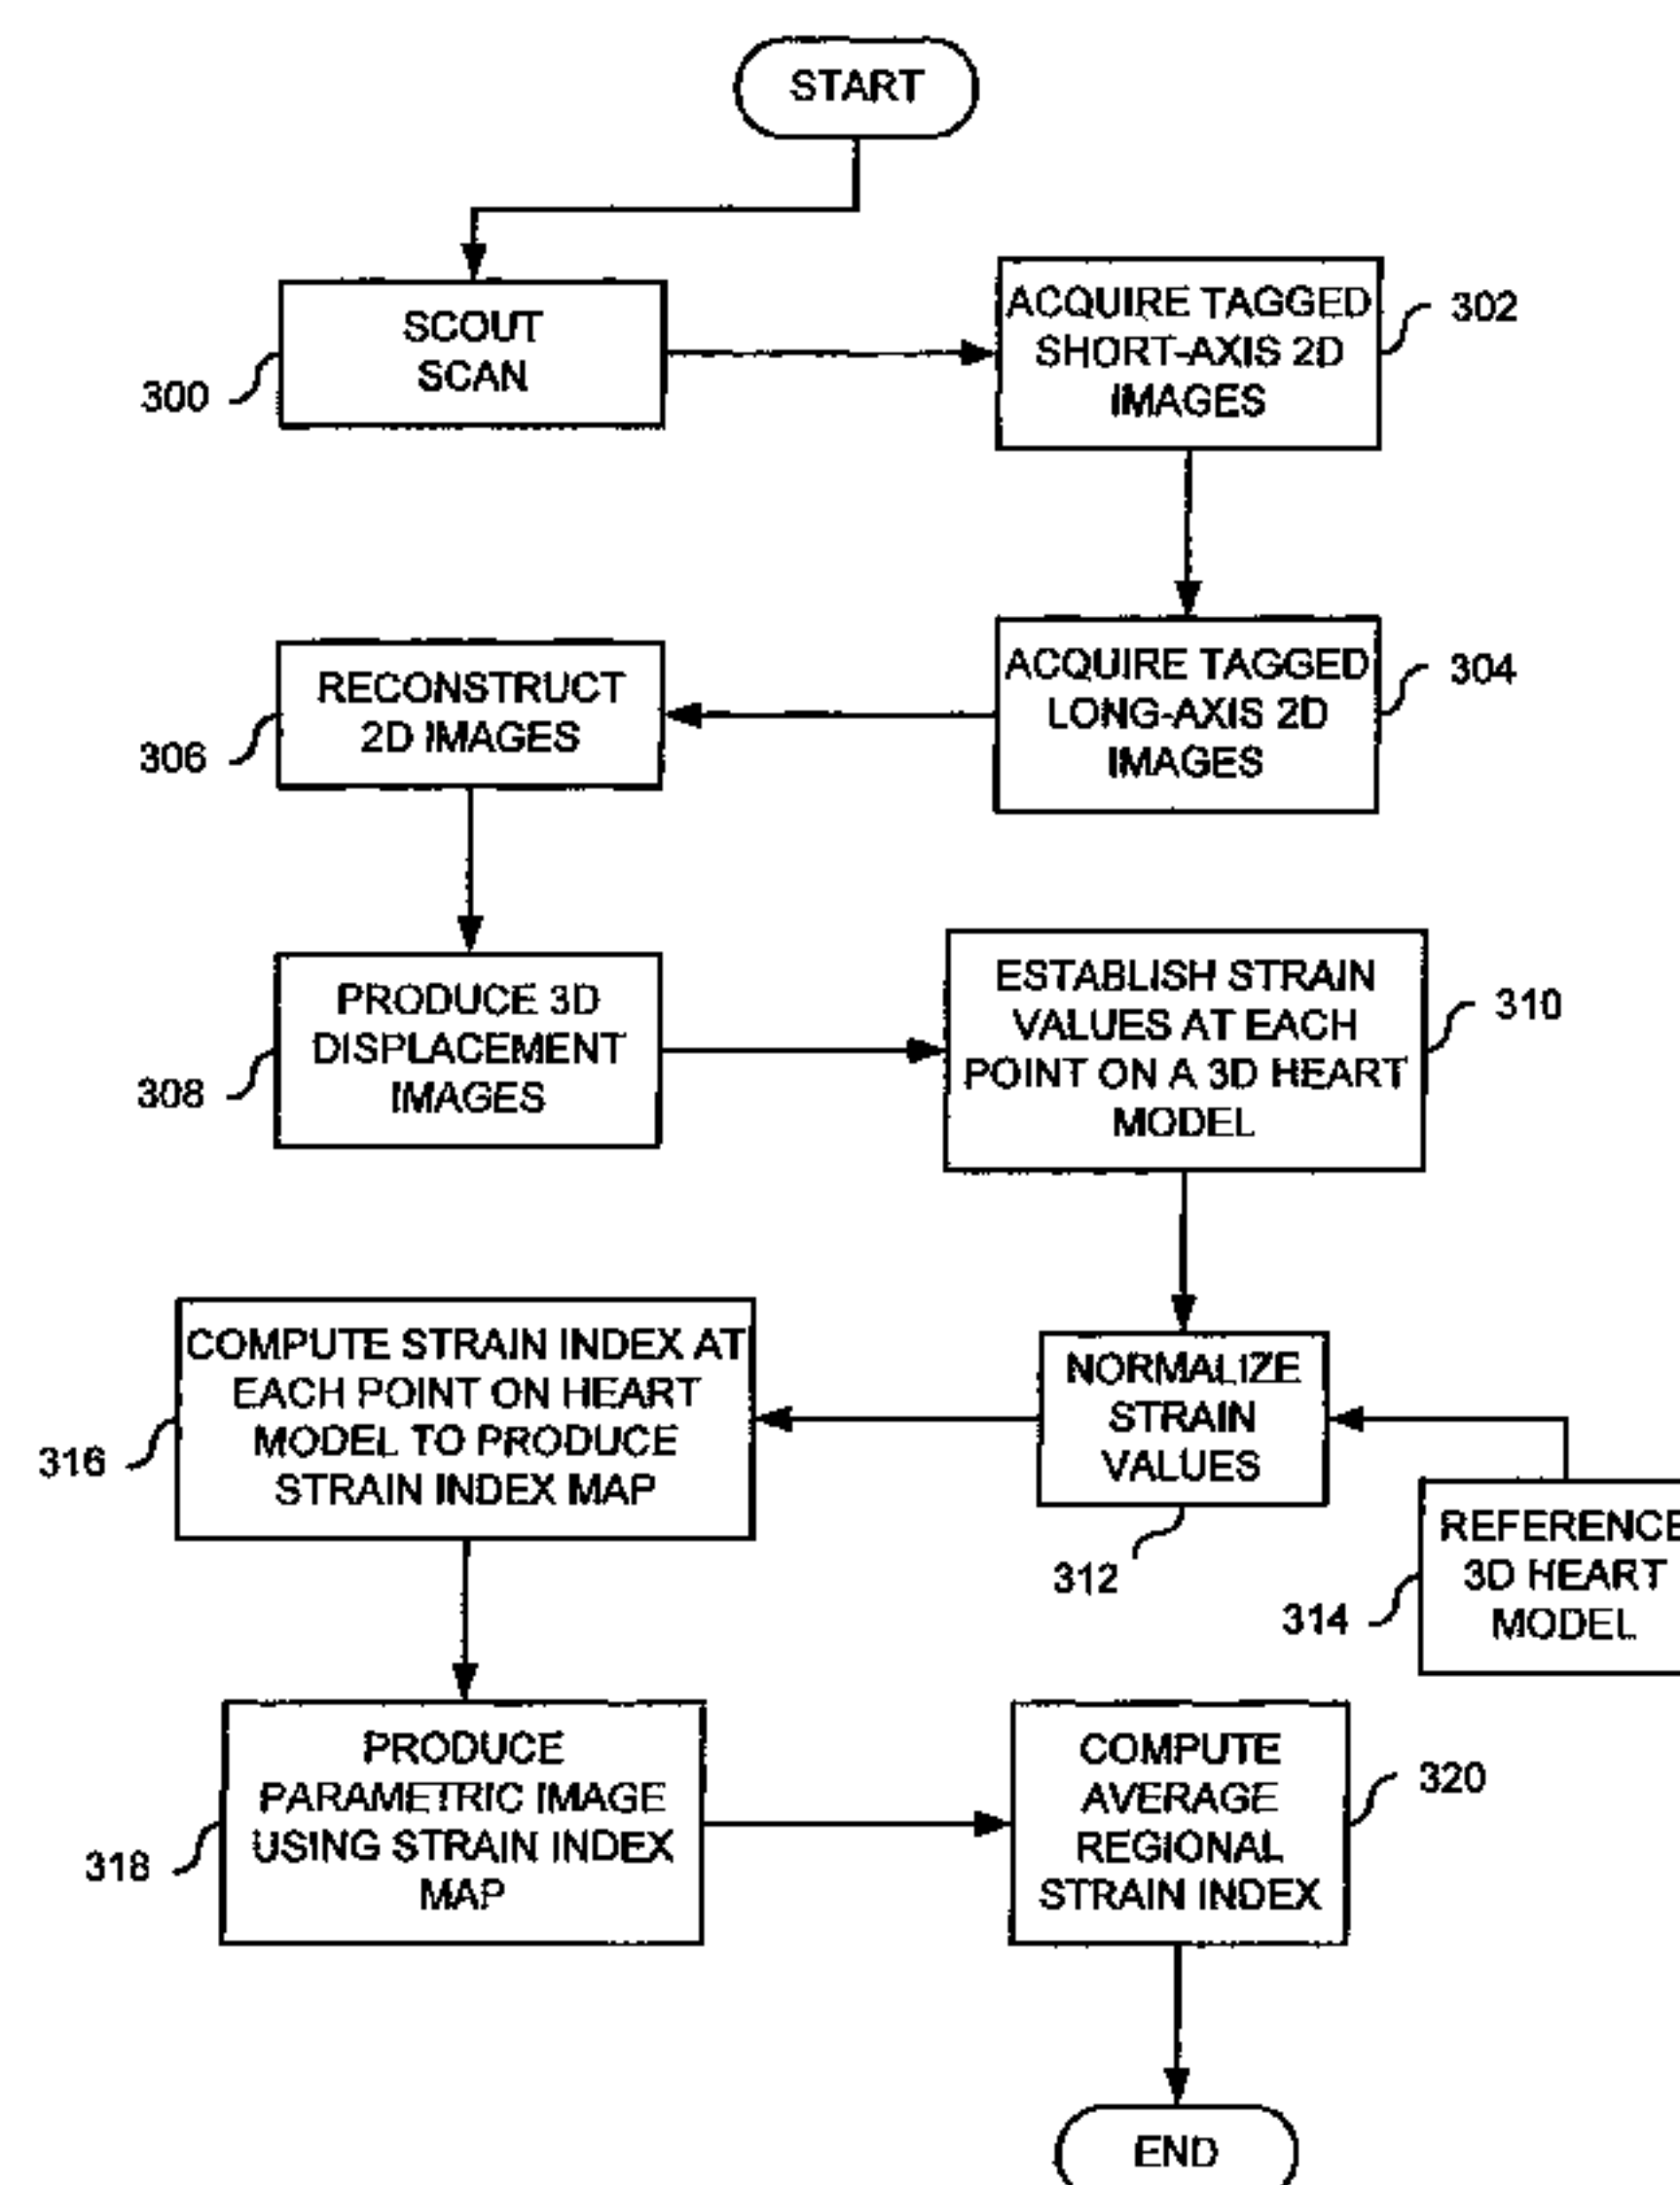 START
SCOUT
SCAN
300
ACQUIRE TAGGED
SHORT-AXIS 2D
IMAGES
302
ACQUIRE TAGGED
LONG-AXIS 2D
IMAGES
304
RECONSTRUCT
2D IMAGES
306
PRODUCE 3D
DISPLACEMENT
IMAGES
308
ESTABLISH STRAIN
VALUES AT EACH
POINT ON A 3D HEART
MODEL
310
NORMALIZE
STRAIN
VALUES
312
REFERENCE
3D HEART
MODEL
314
COMPUTE STRAIN INDEX AT
EACH POINT ON HEART
MODEL TO PRODUCE
STRAIN INDEX MAP
316
PRODUCE
PARAMETRIC IMAGE
USING STRAIN INDEX
MAP
318
COMPUTE
AVERAGE
REGIONAL
STRAIN INDEX
320
END